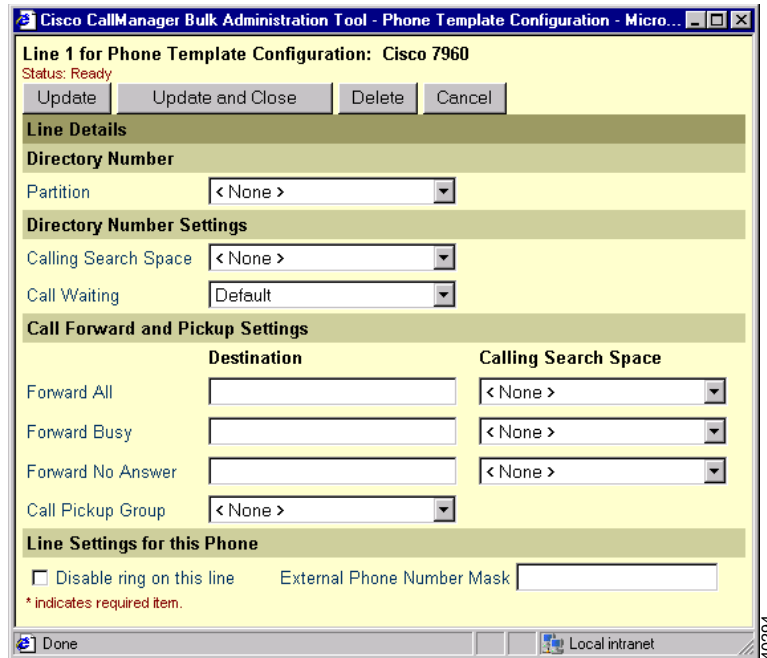 Cisco CallManager Bulk Administration Tool - Phone Template Configuration - Micro...
Line 1 for Phone Template Configuration: Cisco 7960
Status: Ready
Update Update and Close Delete Cancel
Line Details
Directory Number
Partition < None >
Directory Number Settings
Calling Search Space < None >
Call Waiting Default
Call Forward and Pickup Settings
Destination Calling Search Space
Forward All < None >
Forward Busy < None >
Forward No Answer < None >
Call Pickup Group < None >
Line Settings for this Phone
Disable ring on this line External Phone Number Mask
* indicates required item.
Done Local intranet